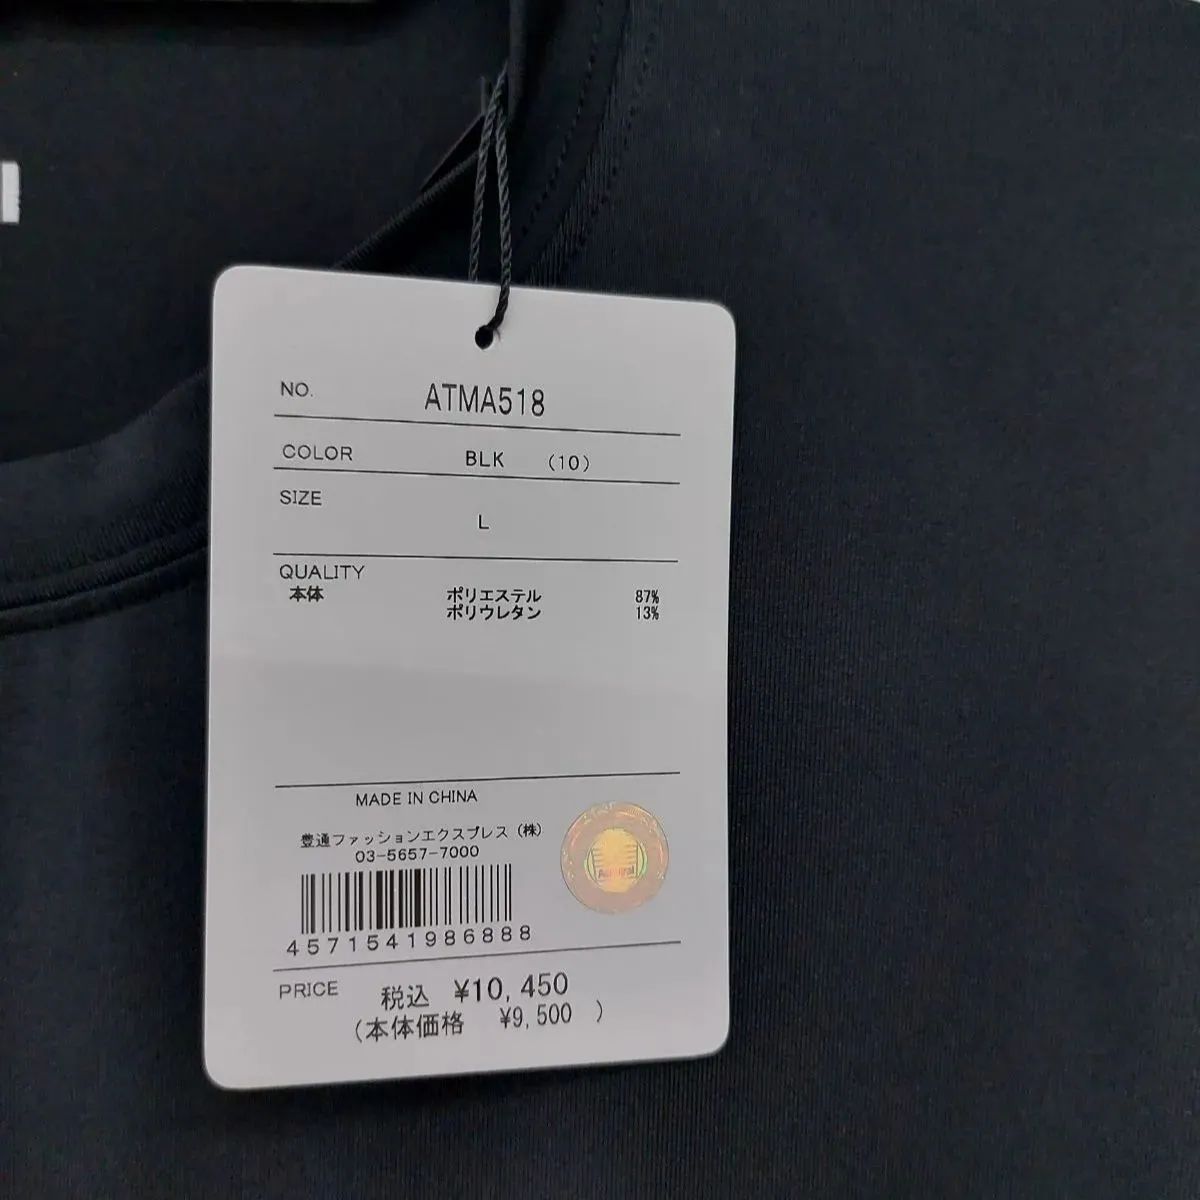 NO. ATMA518
COLOR BLK (10)
SIZE
L
QUALITY
本体 ポリエステル 87%
ポリウレタン 13%
MADE IN CHINA
豊通ファッションエクスプレス(株)
03-5657-7000
4571541986888
PRICE 税込 ¥10,450
(本体価格 ¥9,500 )